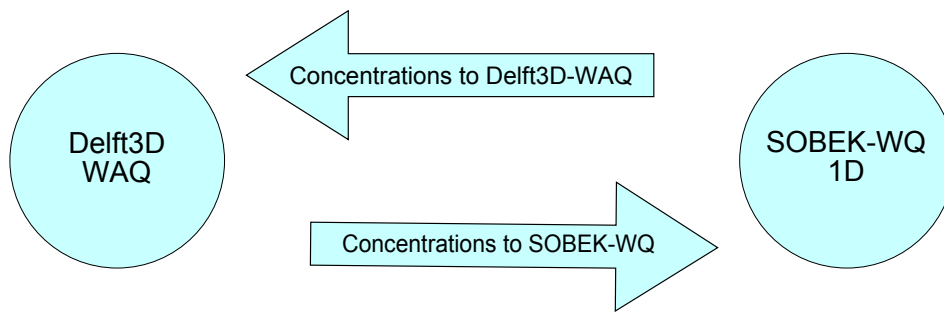 Concentrations to Delft3D-WAQ
Delft3D
WAQ
SOBEK-WQ
1D
Concentrations to SOBEK-WQ